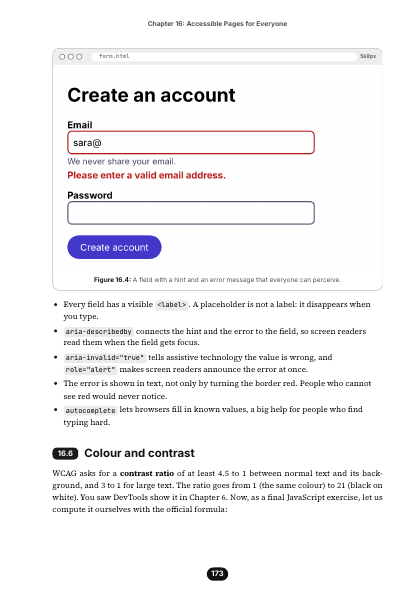 Chapter 16: Accessible Pages for Everyone
form.html
560px
Create an account
Email
sara@
We never share your email.
Please enter a valid email address.
Password
Create account
Figure 16.4: A field with a hint and an error message that everyone can perceive.
• Every field has a visible <label>. A placeholder is not a label: it disappears when
you type.
• aria-describedby connects the hint and the error to the field, so screen readers
read them when the field gets focus.
• aria-invalid="true" tells assistive technology the value is wrong, and
role="alert" makes screen readers announce the error at once.
• The error is shown in text, not only by turning the border red. People who cannot
see red would never notice.
• autocomplete lets browsers fill in known values, a big help for people who find
typing hard.
16.6 Colour and contrast
WCAG asks for a contrast ratio of at least 4.5 to 1 between normal text and its back-
ground, and 3 to 1 for large text. The ratio goes from 1 (the same colour) to 21 (black on
white). You saw DevTools show it in Chapter 6. Now, as a final JavaScript exercise, let us
compute it ourselves with the official formula:
173